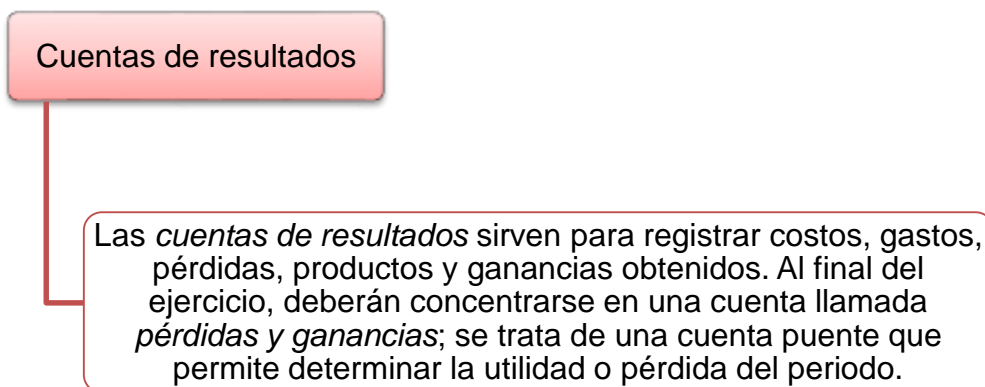 Cuentas de resultados
Las cuentas de resultados sirven para registrar costos, gastos,
pérdidas, productos y ganancias obtenidos. Al final del
ejercicio, deberán concentrarse en una cuenta llamada
pérdidas y ganancias; se trata de una cuenta puente que
permite determinar la utilidad o pérdida del periodo.